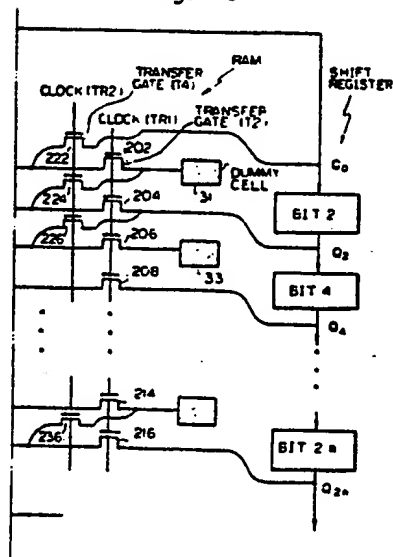 RAM
SHIFT
REGISTER
TRANSFER
GATE (T4)
CLOCK (TR2)
TRANSFER
GATE (T2)
CLOCK (TR1)
202
222
DUMMY
CELL
31
224
204
BIT 2
226
206
Q2
33
208
BIT 4
Q4
214
236
216
BIT 2n
Q2n